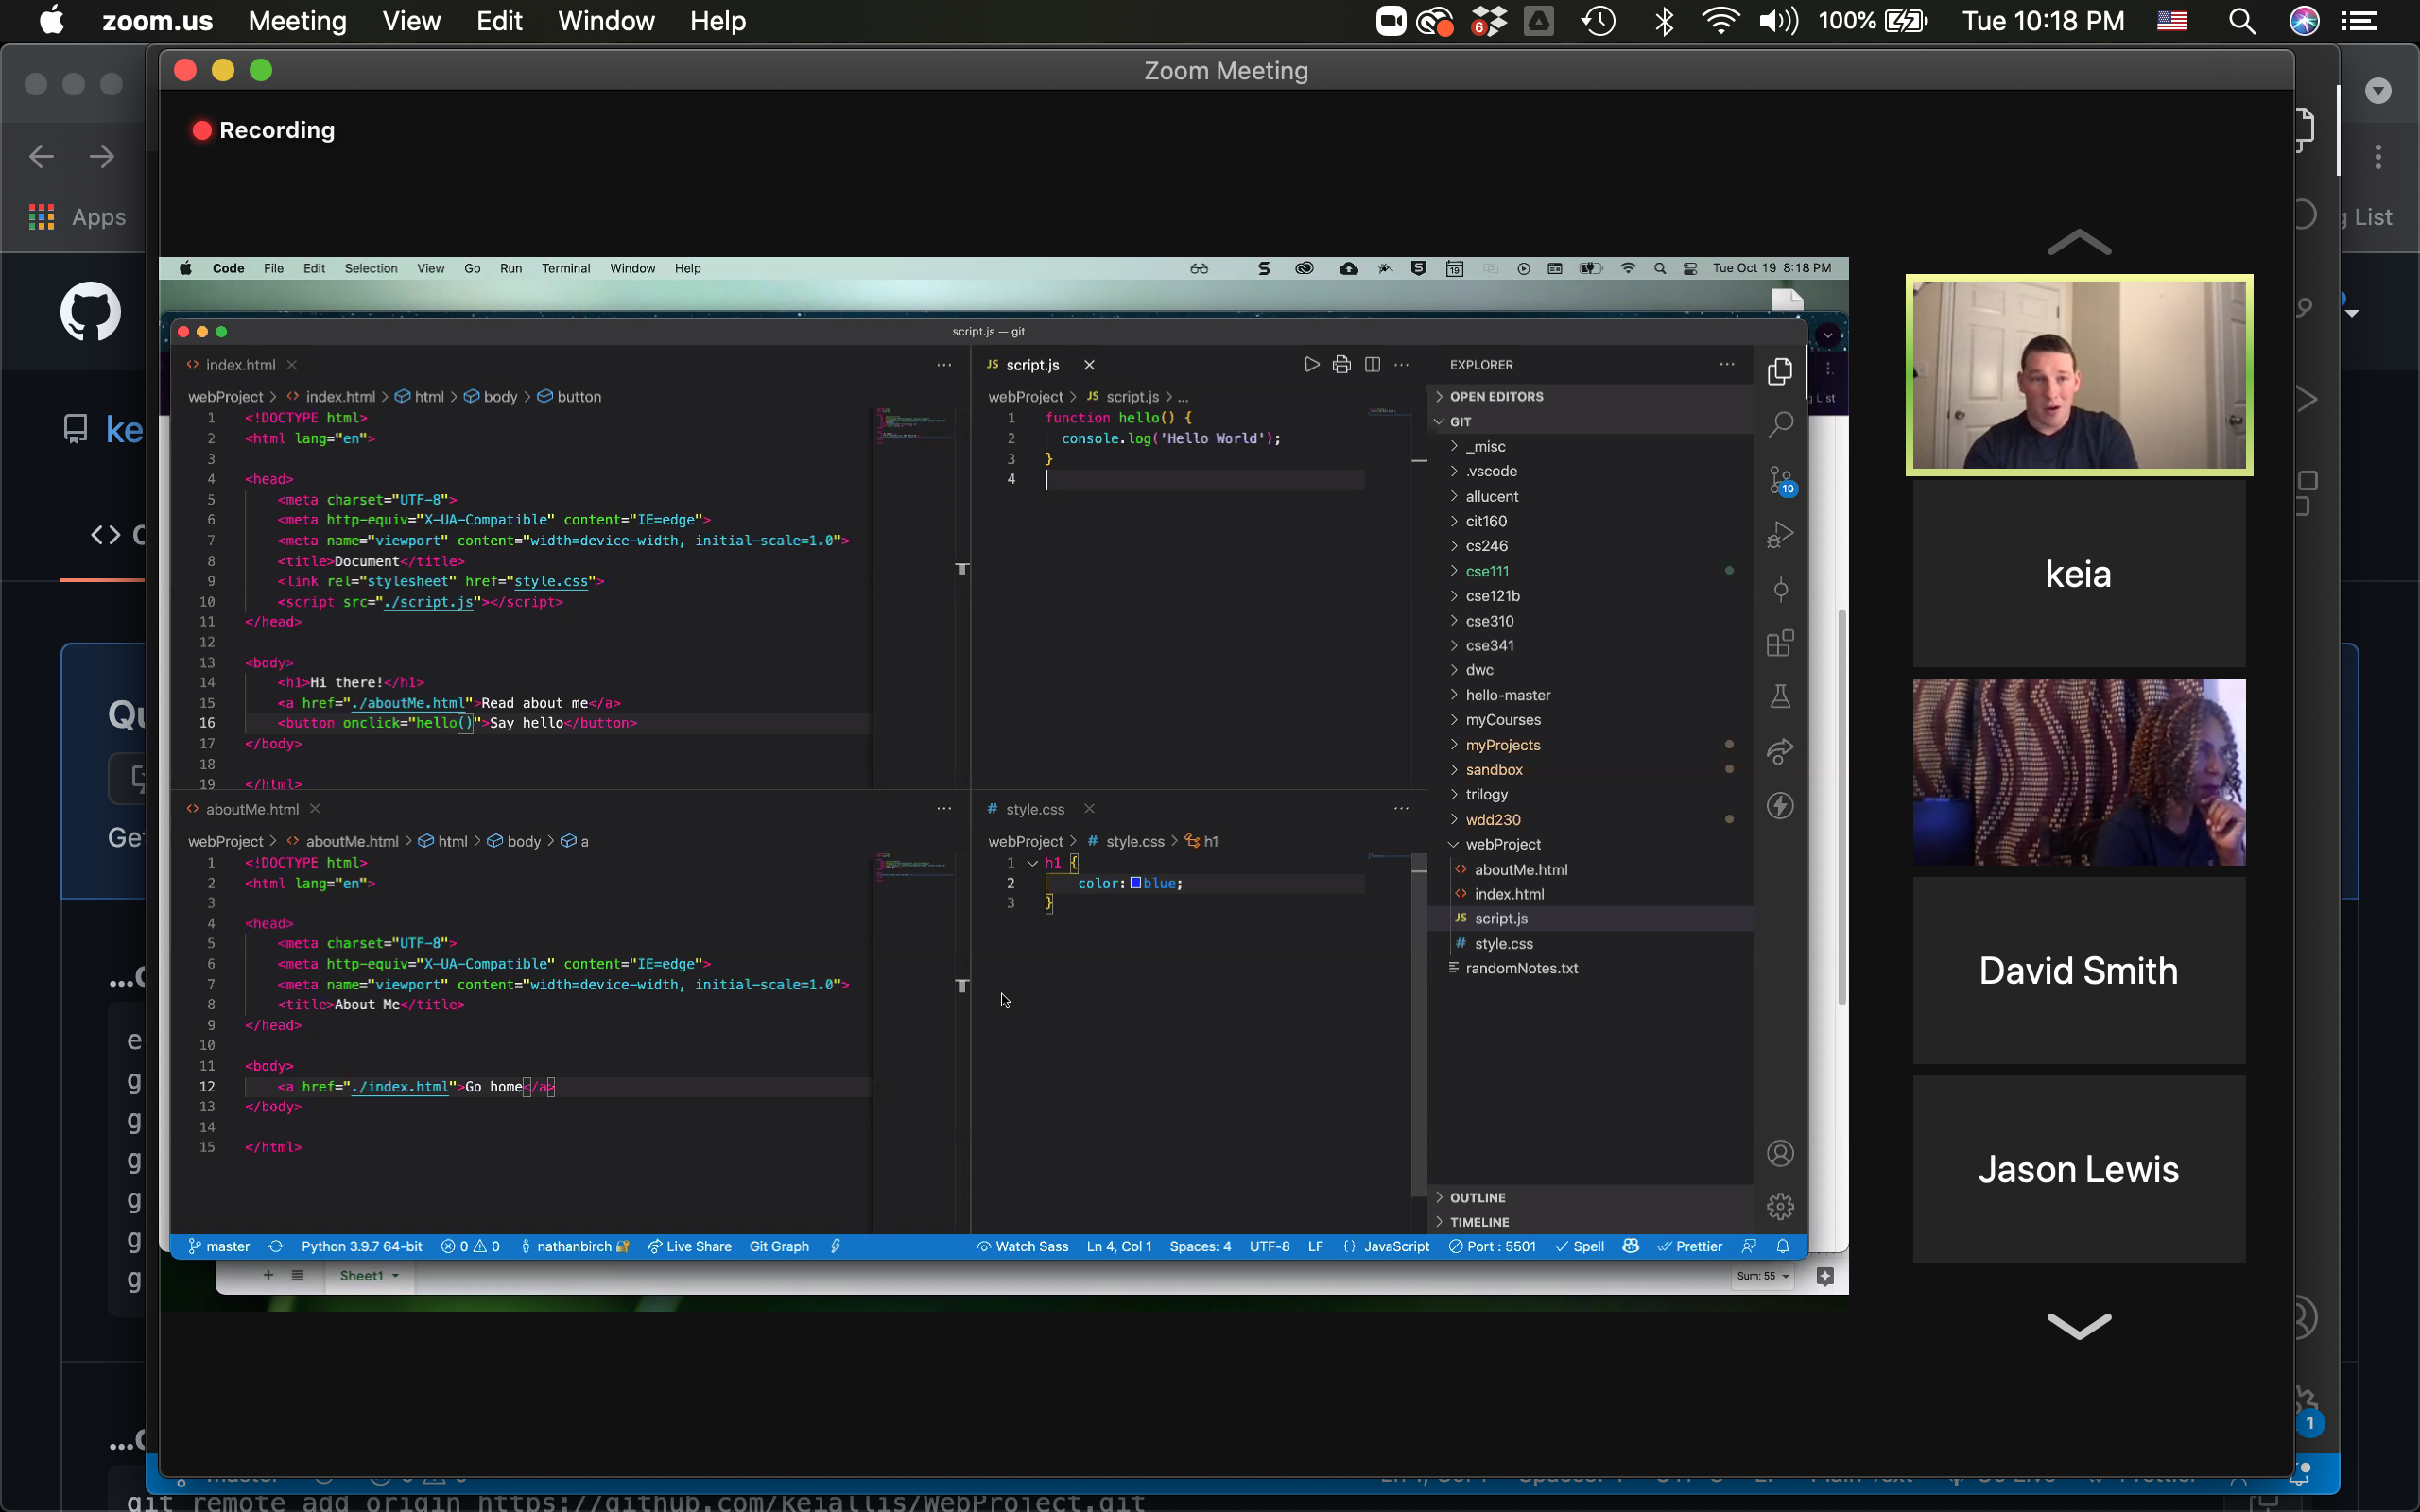 zoom.us Meeting View Edit Window Help 6 100% Tue 10:18 PM
Zoom Meeting
Recording
Apps
List
Code File Edit Selection View Go Run Terminal Window Help S S 19 Tue Oct 19 8:18 PM
script.js — git
index.html
webProject > index.html > html > body > button
1 <!DOCTYPE html>
2 <html lang="en">
3
4 <head>
5 <meta charset="UTF-8">
6 <meta http-equiv="X-UA-Compatible" content="IE=edge">
7 <meta name="viewport" content="width=device-width, initial-scale=1.0">
8 <title>Document</title>
9 <link rel="stylesheet" href="style.css">
10 <script src="./script.js"></script>
11 </head>
12
13 <body>
14 <h1>Hi there!</h1>
15 <a href="./aboutMe.html">Read about me</a>
16 <button onclick="hello()">Say hello</button>
17 </body>
18
19 </html>
JS script.js
webProject > JS script.js > ...
1 function hello() {
2 console.log('Hello World');
3 }
4
aboutMe.html
webProject > aboutMe.html > html > body > a
1 <!DOCTYPE html>
2 <html lang="en">
3
4 <head>
5 <meta charset="UTF-8">
6 <meta http-equiv="X-UA-Compatible" content="IE=edge">
7 <meta name="viewport" content="width=device-width, initial-scale=1.0">
8 <title>About Me</title>
9 </head>
10
11 <body>
12 <a href="./index.html">Go home</a>
13 </body>
14
15 </html>
# style.css
webProject > # style.css > h1
1 h1 {
2 color: blue;
3 }
EXPLORER
OPEN EDITORS
GIT
_misc
.vscode
allucent
cit160
cs246
cse111
cse121b
cse310
cse341
dwc
hello-master
myCourses
myProjects
sandbox
trilogy
wdd230
webProject
aboutMe.html
index.html
JS script.js
# style.css
randomNotes.txt
OUTLINE
TIMELINE
10
List
master Python 3.9.7 64-bit 0 0 nathanbirch Live Share Git Graph Watch Sass Ln 4, Col 1 Spaces: 4 UTF-8 LF {} JavaScript Port : 5501 Spell Prettier
+ Sheet1 Sum: 55
keia
David Smith
Jason Lewis
ke
<> C
Qu
Get
...c
e
g
g
g
g
g
g
...c
1
git remote add origin https://github.com/keiallis/WebProject.git